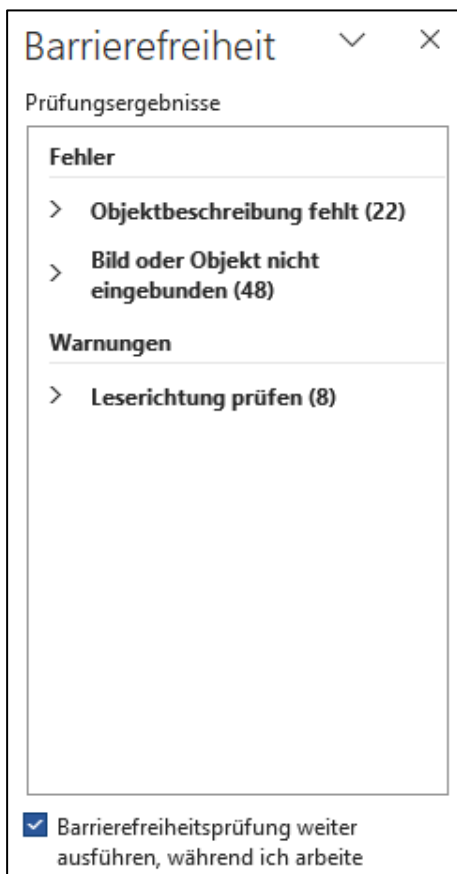 Barrierefreiheit
Prüfungsergebnisse
Fehler
Objektbeschreibung fehlt (22)
Bild oder Objekt nicht
eingebunden (48)
Warnungen
Leserichtung prüfen (8)
Barrierefreiheitsprüfung weiter
ausführen, während ich arbeite